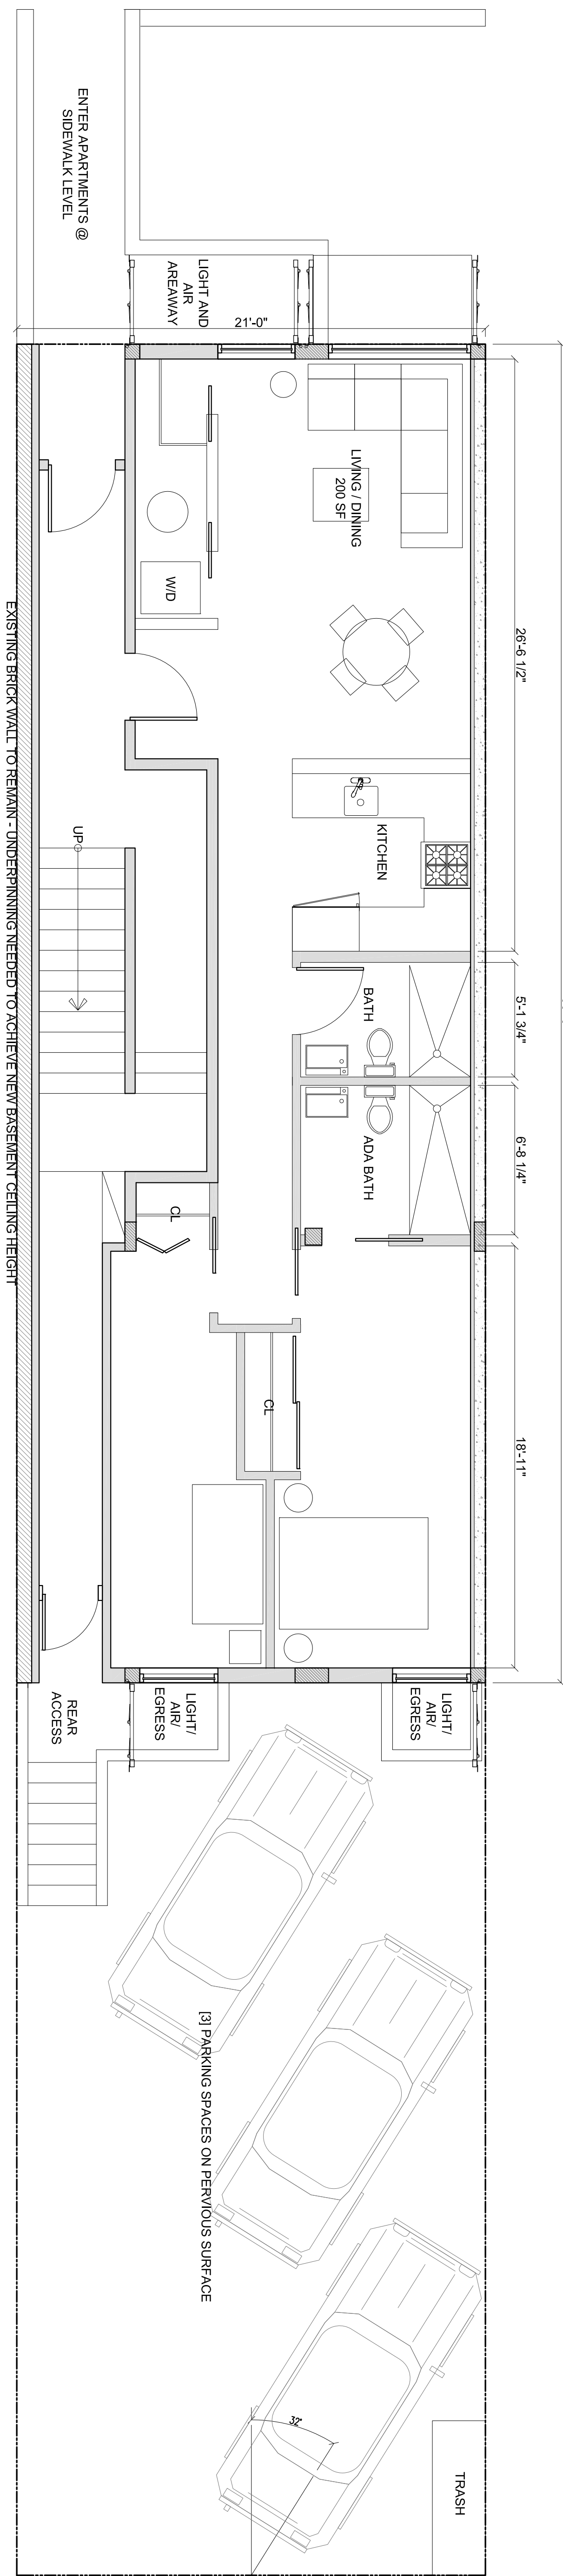 ENTER APARTMENTS @
SIDEWALK LEVEL
LIGHT AND
AIR
AREAWAY
21'-0"
LIVING / DINING
200 SF
W/D
26'-6 1/2"
EXISTING BRICK WALL TO REMAIN - UNDERPINNING NEEDED TO ACHIEVE NEW BASEMENT CEILING HEIGHT
UP
KITCHEN
BATH
5'-1 3/4"
ADA BATH
6'-8 1/4"
CL
CL
18'-11"
REAR
ACCESS
LIGHT/
AIR/
EGRESS
LIGHT/
AIR/
EGRESS
[3] PARKING SPACES ON PERVIOUS SURFACE
32°
TRASH